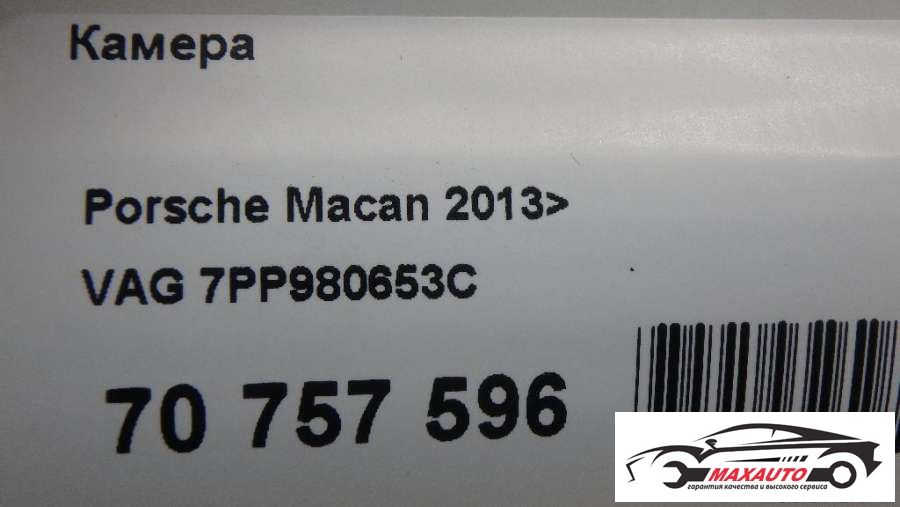 Камера
Porsche Macan 2013>
VAG 7PP980653C
70 757 596
MAXAUTO
гарантия качества и высокого сервиса